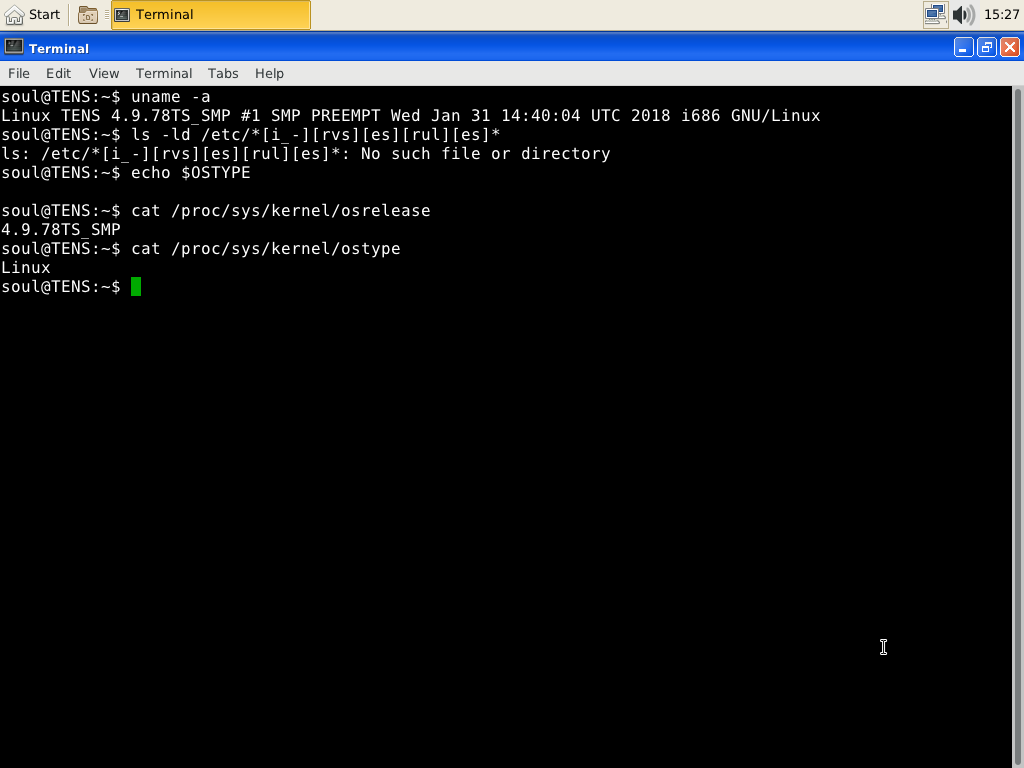 Start
Terminal
15:27
Terminal
File Edit View Terminal Tabs Help
soul@TENS:~$ uname -a
Linux TENS 4.9.78TS_SMP #1 SMP PREEMPT Wed Jan 31 14:40:04 UTC 2018 i686 GNU/Linux
soul@TENS:~$ ls -ld /etc/*[i_-][rvs][es][rul][es]*
ls: /etc/*[i_-][rvs][es][rul][es]*: No such file or directory
soul@TENS:~$ echo $OSTYPE
soul@TENS:~$ cat /proc/sys/kernel/osrelease
4.9.78TS_SMP
soul@TENS:~$ cat /proc/sys/kernel/ostype
Linux
soul@TENS:~$